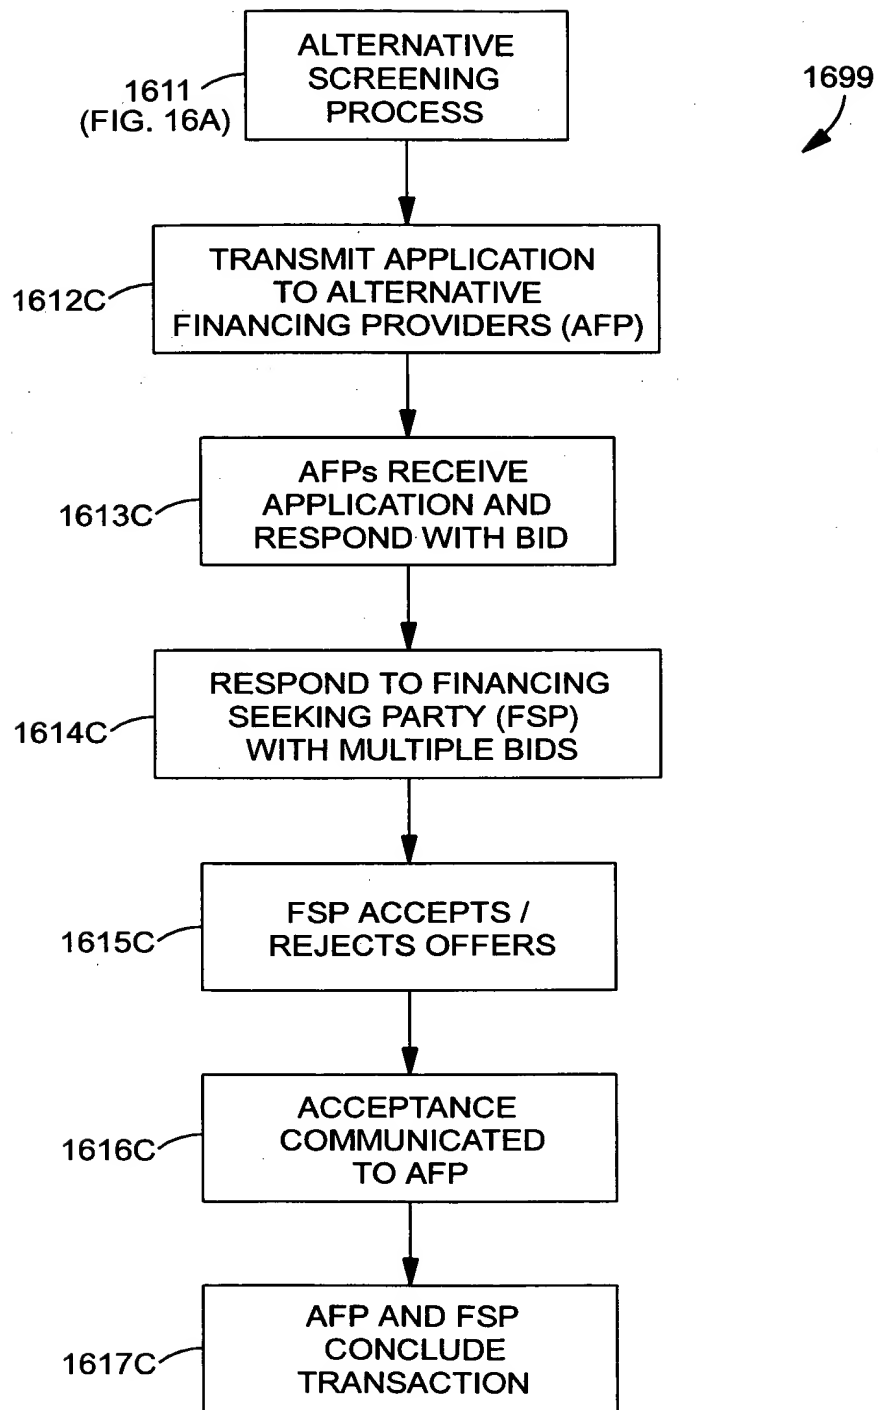 ALTERNATIVE
SCREENING
PROCESS
1611
(FIG. 16A)
1699
TRANSMIT APPLICATION
TO ALTERNATIVE
FINANCING PROVIDERS (AFP)
1612C
AFPs RECEIVE
APPLICATION AND
RESPOND WITH BID
1613C
RESPOND TO FINANCING
SEEKING PARTY (FSP)
WITH MULTIPLE BIDS
1614C
FSP ACCEPTS /
REJECTS OFFERS
1615C
ACCEPTANCE
COMMUNICATED
TO AFP
1616C
AFP AND FSP
CONCLUDE
TRANSACTION
1617C